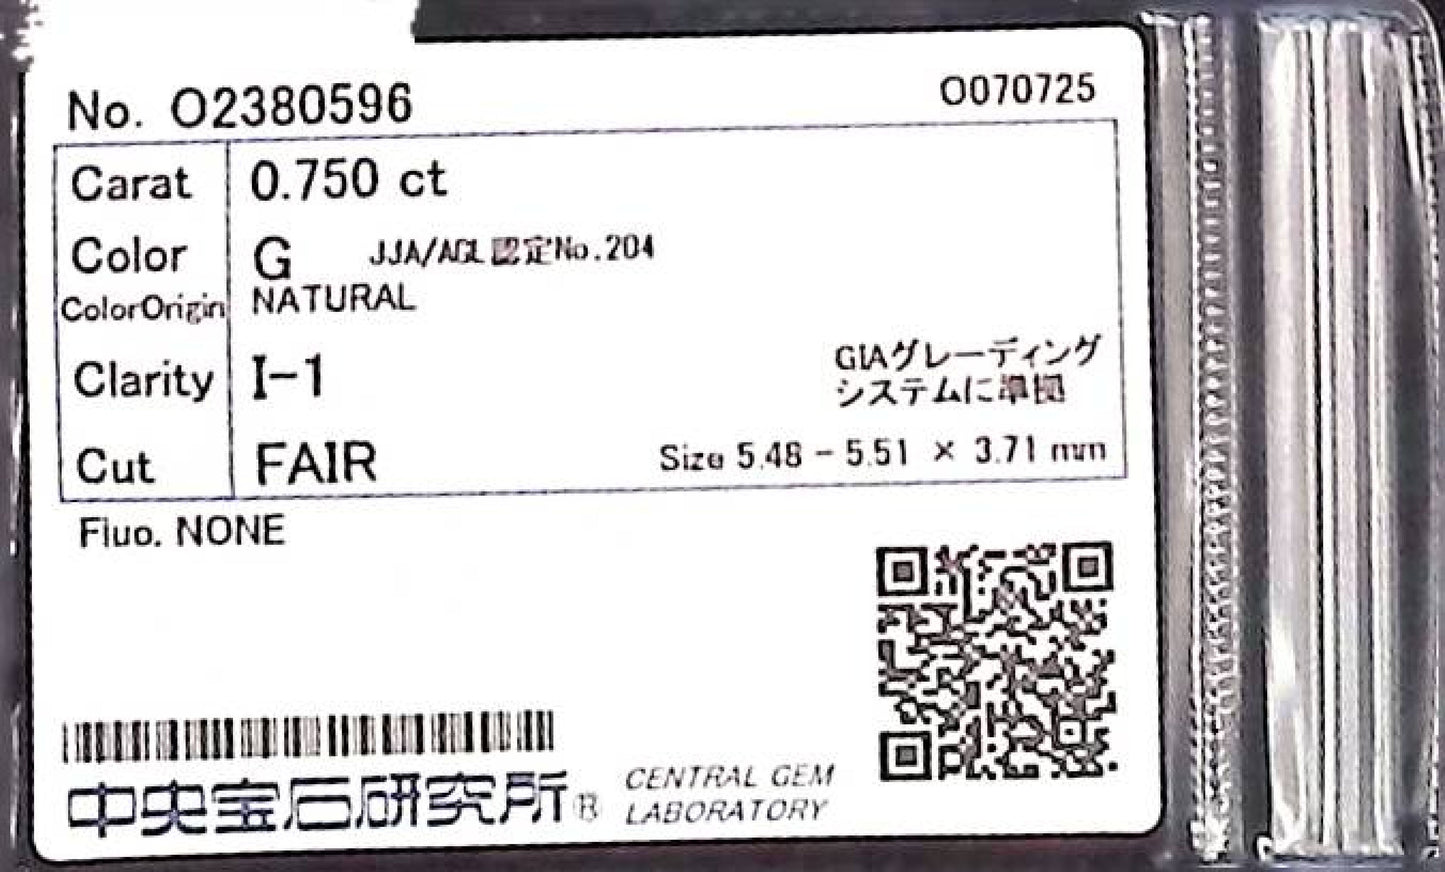 No. O2380596
O070725
Carat 0.750 ct
Color G JJA/AGL認定No.204
ColorOrigin NATURAL
Clarity I-1
GIAグレーディング
システムに準拠
Cut FAIR
Size 5.48 - 5.51 × 3.71 mm
Fluo. NONE
中央宝石研究所®
CENTRAL GEM
LABORATORY